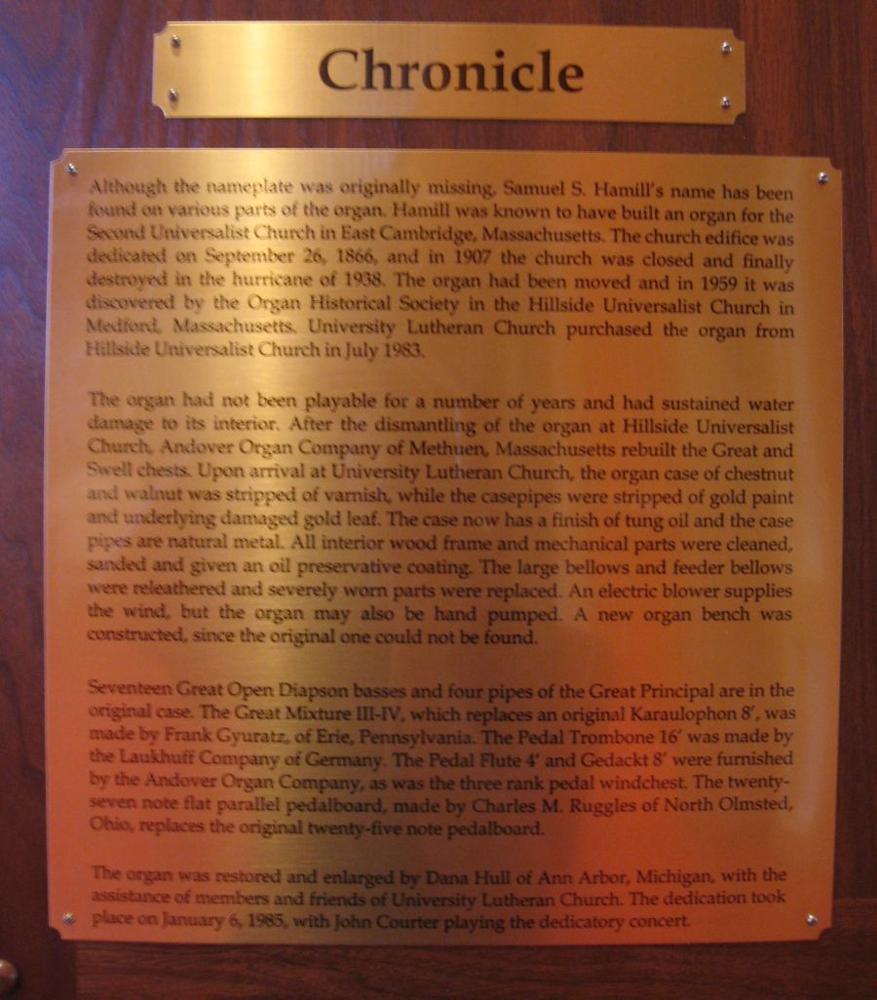 Chronicle
Although the nameplate was originally missing, Samuel S. Hamill's name has been
found on various parts of the organ. Hamill was known to have built an organ for the
Second Universalist Church in East Cambridge, Massachusetts. The church edifice was
dedicated on September 26, 1866, and in 1907 the church was closed and finally
destroyed in the hurricane of 1938. The organ had been moved and in 1959 it was
discovered by the Organ Historical Society in the Hillside Universalist Church in
Medford, Massachusetts. University Lutheran Church purchased the organ from
Hillside Universalist Church in July 1983.
The organ had not been playable for a number of years and had sustained water
damage to its interior. After the dismantling of the organ at Hillside Universalist
Church, Andover Organ Company of Methuen, Massachusetts rebuilt the Great and
Swell chests. Upon arrival at University Lutheran Church, the organ case of chestnut
and walnut was stripped of varnish, while the casepipes were stripped of gold paint
and underlying damaged gold leaf. The case now has a finish of tung oil and the case
pipes are natural metal. All interior wood frame and mechanical parts were cleaned,
sanded and given an oil preservative coating. The large bellows and feeder bellows
were releathered and severely worn parts were replaced. An electric blower supplies
the wind, but the organ may also be hand pumped. A new organ bench was
constructed, since the original one could not be found.
Seventeen Great Open Diapson basses and four pipes of the Great Principal are in the
original case. The Great Mixture III-IV, which replaces an original Karaulophon 8′, was
made by Frank Gyuratz, of Erie, Pennsylvania. The Pedal Trombone 16′ was made by
the Laukhuff Company of Germany. The Pedal Flute 4′ and Gedackt 8′ were furnished
by the Andover Organ Company, as was the three rank pedal windchest. The twenty-
seven note flat parallel pedalboard, made by Charles M. Ruggles of North Olmsted,
Ohio, replaces the original twenty-five note pedalboard.
The organ was restored and enlarged by Dana Hull of Ann Arbor, Michigan, with the
assistance of members and friends of University Lutheran Church. The dedication took
place on January 6, 1985, with John Courter playing the dedicatory concert.